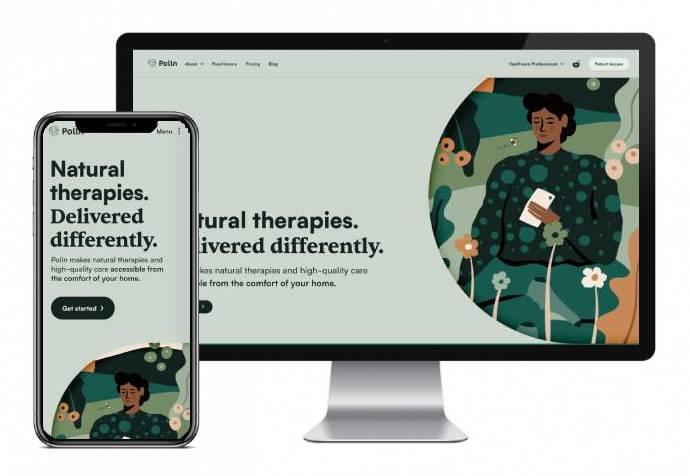 Polln
About
Practitioners
Pricing
Blog
Healthcare Professionals
Patient Access
tural therapies.
livered differently.
kes natural therapies and high-quality care
le from the comfort of your home.
Polln
Menu
Natural
therapies.
Delivered
differently.
Polln makes natural therapies and
high-quality care accessible from
the comfort of your home.
Get started